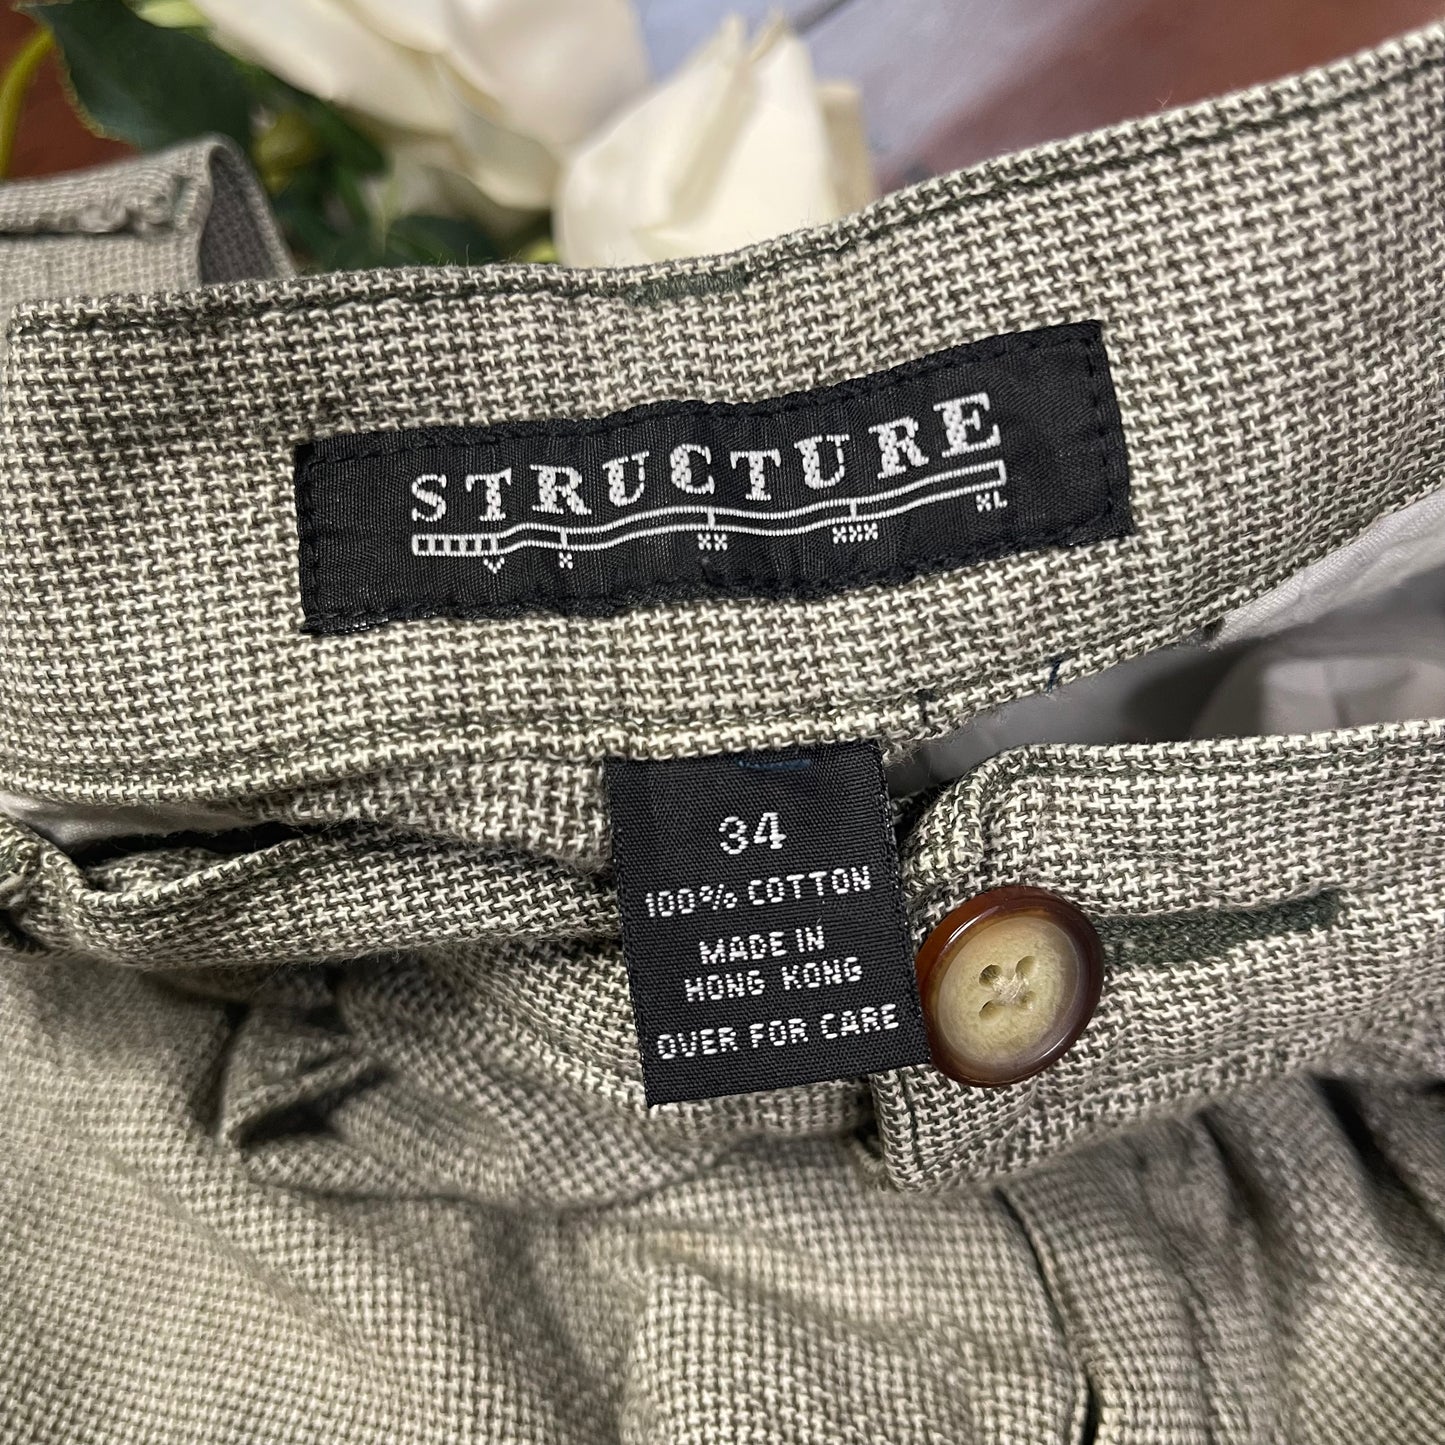 STRUCTURE
V X XX XXX XL
34
100% COTTON
MADE IN
HONG KONG
OVER FOR CARE